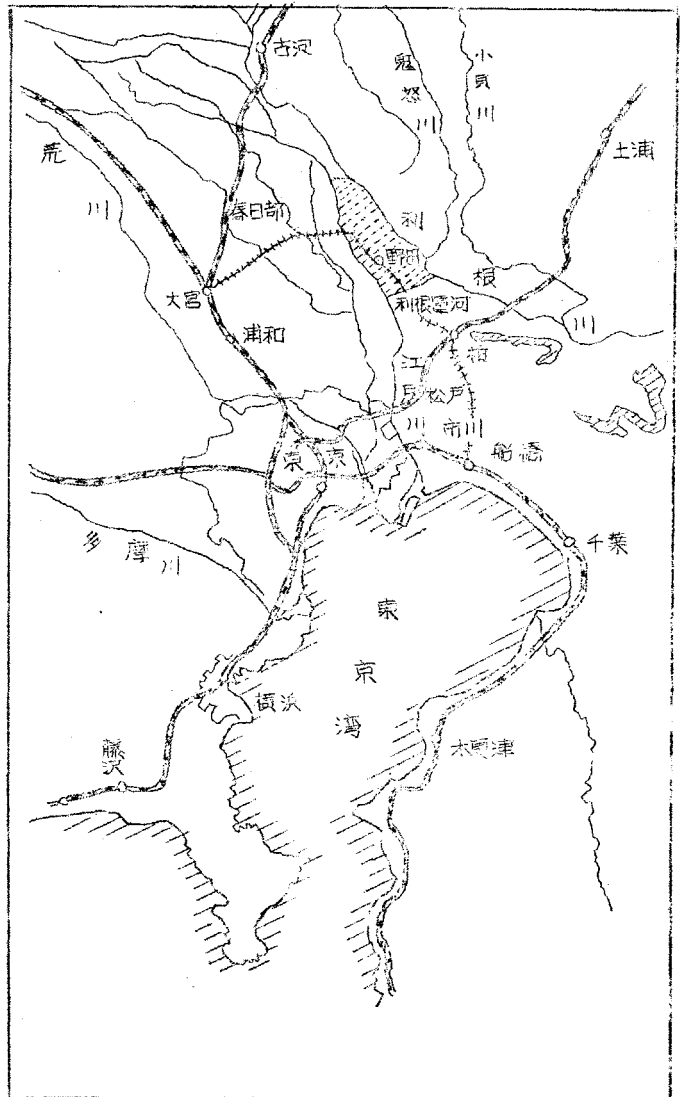 古河
鬼怒川
小貝川
土浦
荒川
春日部
利根川
野田
大宮
利根運河
浦和
柏
江戸川
松戸
市川
東京
船橋
多摩川
千葉
東京湾
横浜
木更津
藤沢